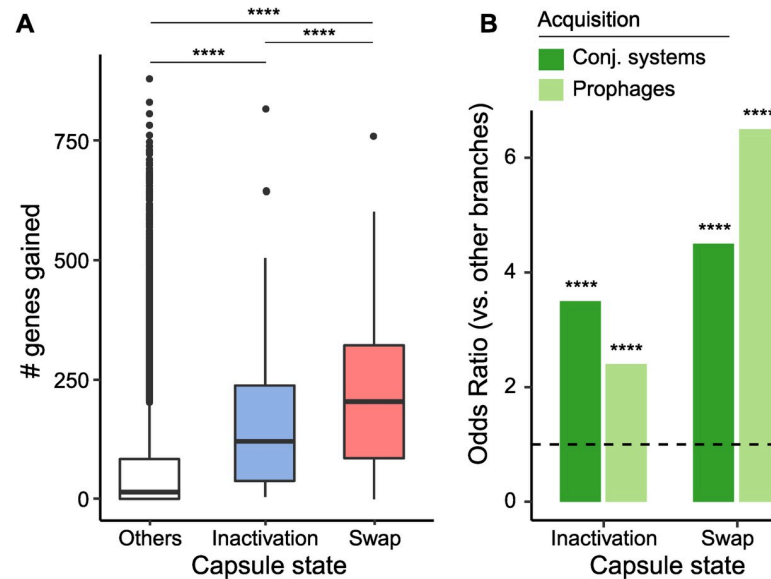 A
****
****
****
# genes gained
750
500
250
0
Others
Inactivation
Swap
Capsule state
B
Acquisition
Conj. systems
Prophages
Odds Ratio (vs. other branches)
6
4
2
0
****
****
****
****
Inactivation
Swap
Capsule state